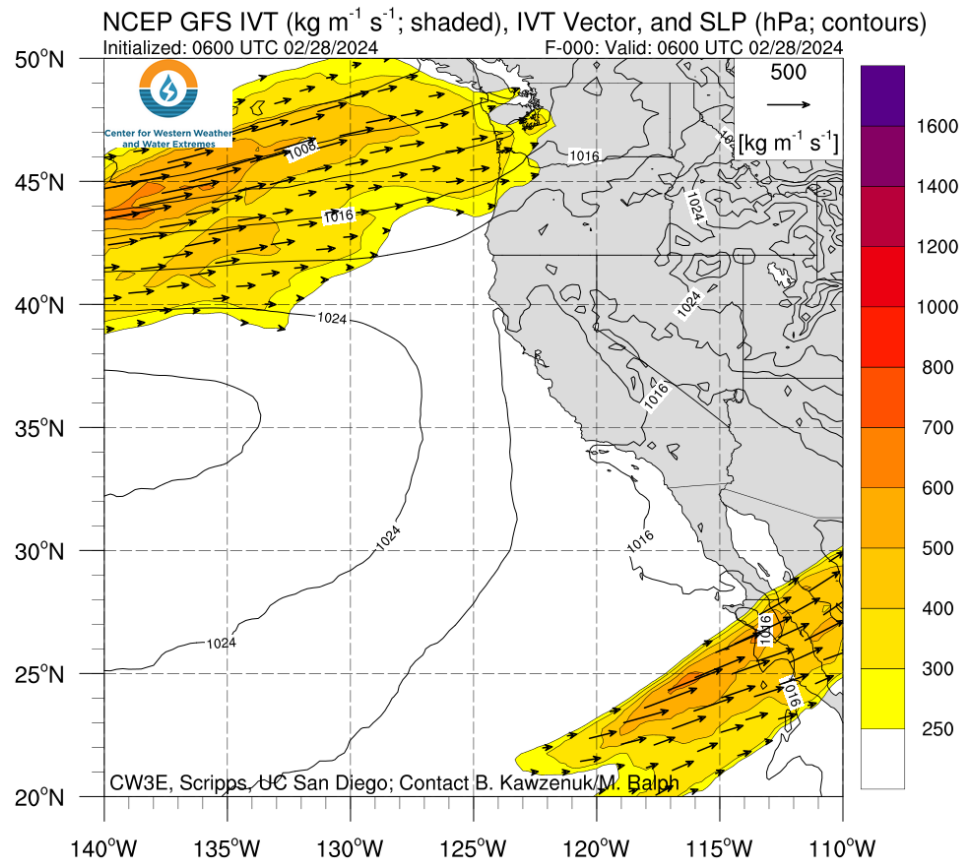 NCEP GFS IVT (kg m⁻¹ s⁻¹; shaded), IVT Vector, and SLP (hPa; contours)
Initialized: 0600 UTC 02/28/2024 F-000: Valid: 0600 UTC 02/28/2024
50°N
45°N
40°N
35°N
30°N
25°N
20°N
Center for Western Weather
and Water Extremes
500
[kg m⁻¹ s⁻¹]
1008
1016
1016
1024
1024
1024
1016
1024
1016
1024
1016
1016
CW3E, Scripps, UC San Diego; Contact B. Kawzenuk/M. Ralph
140°W 135°W 130°W 125°W 120°W 115°W 110°W
1600
1400
1200
1000
800
700
600
500
400
300
250